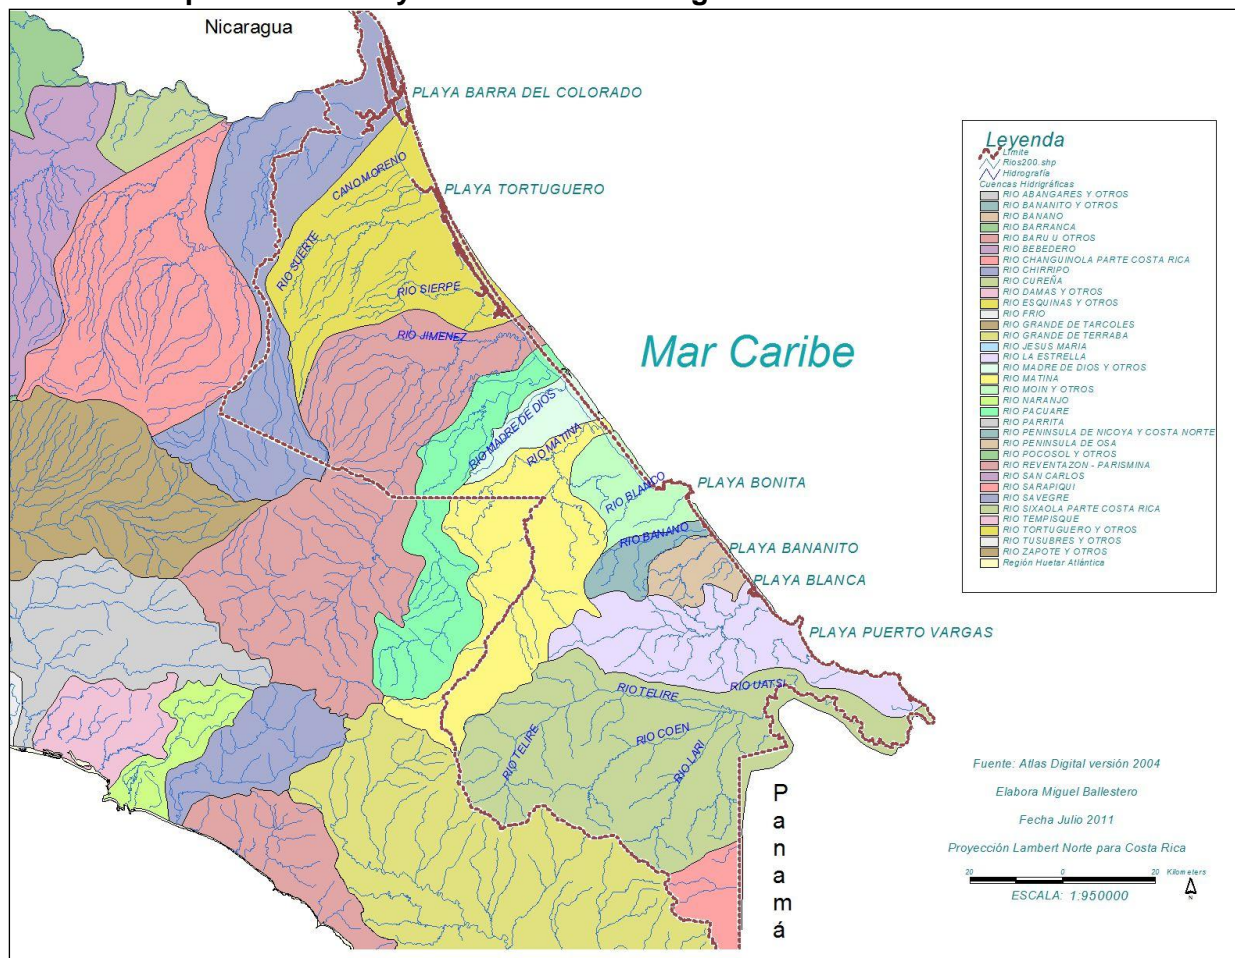 Nicaragua
PLAYA BARRA DEL COLORADO
CANO MORENO
PLAYA TORTUGUERO
RIO SUERTE
RIO SIERPE
RIO JIMENEZ
Mar Caribe
RIO MADRE DE DIOS
RIO MATINA
RIO BLANCO
PLAYA BONITA
RIO BANANO
PLAYA BANANITO
PLAYA BLANCA
PLAYA PUERTO VARGAS
RIO TELIRE
RIO UATSI
RIO TELIRE
RIO COEN
RIO LARI
Panamá
Leyenda
Limite
Rios200.shp
Hidrografía
Cuencas Hidrigráficas
RIO ABANGARES Y OTROS
RIO BANANITO Y OTROS
RIO BANANO
RIO BARRANCA
RIO BARU U OTROS
RIO BEBEDERO
RIO CHANGUINOLA PARTE COSTA RICA
RIO CHIRRIPO
RIO CUREÑA
RIO DAMAS Y OTROS
RIO ESQUINAS Y OTROS
RIO FRIO
RIO GRANDE DE TARCOLES
RIO GRANDE DE TERRABA
RIO JESUS MARIA
RIO LA ESTRELLA
RIO MADRE DE DIOS Y OTROS
RIO MATINA
RIO MOIN Y OTROS
RIO NARANJO
RIO PACUARE
RIO PARRITA
RIO PENINSULA DE NICOYA Y COSTA NORTE
RIO PENINSULA DE OSA
RIO POCOSOL Y OTROS
RIO REVENTAZON - PARISMINA
RIO SAN CARLOS
RIO SARAPIQUI
RIO SAVEGRE
RIO SIXAOLA PARTE COSTA RICA
RIO TEMPISQUE
RIO TORTUGUERO Y OTROS
RIO TUSUBRES Y OTROS
RIO ZAPOTE Y OTROS
Región Huetar Atlántica
Fuente: Atlas Digital versión 2004
Elabora Miguel Ballestero
Fecha Julio 2011
Proyección Lambert Norte para Costa Rica
20 0 20 Kilometers
ESCALA: 1:950000
N